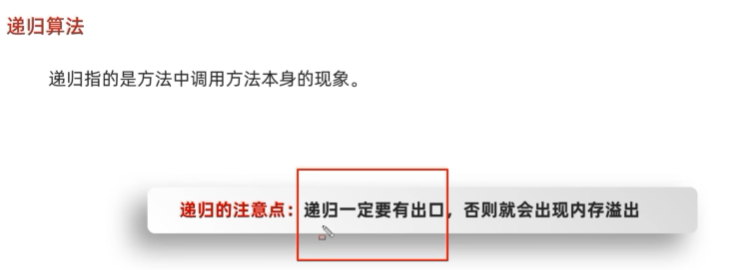 递归算法
递归指的是方法中调用方法本身的现象。
递归的注意点：递归一定要有出口，否则就会出现内存溢出